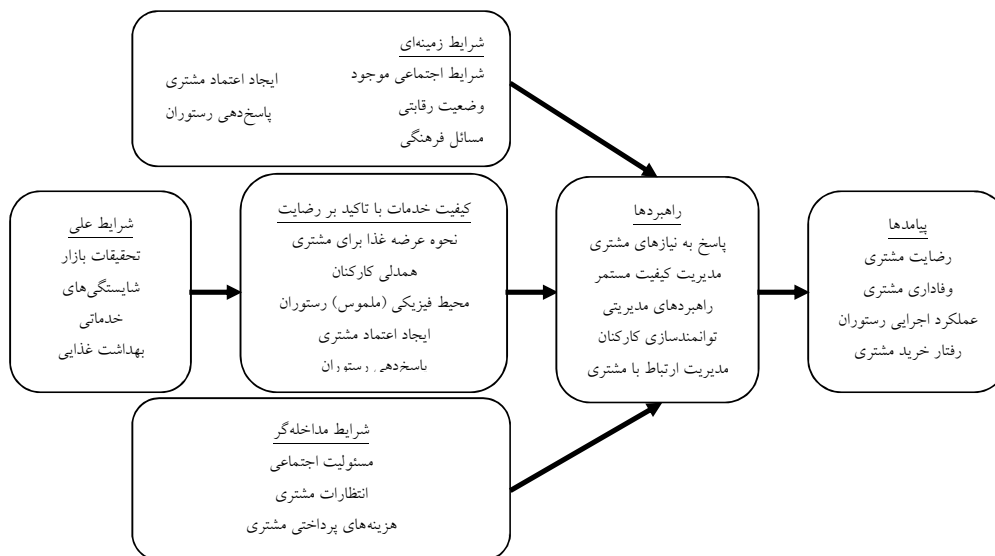 شرایط زمینه‌ای
شرایط اجتماعی موجود
وضعیت رقابتی
مسائل فرهنگی
ایجاد اعتماد مشتری
پاسخ‌دهی رستوران
شرایط علی
تحقیقات بازار
شایستگی‌های
خدماتی
بهداشت غذایی
کیفیت خدمات با تاکید بر رضایت
نحوه عرضه غذا برای مشتری
همدلی کارکنان
محیط فیزیکی (ملموس) رستوران
ایجاد اعتماد مشتری
پاسخ‌دهی رستوران
راهبردها
پاسخ به نیازهای مشتری
مدیریت کیفیت مستمر
راهبردهای مدیریتی
توانمندسازی کارکنان
مدیریت ارتباط با مشتری
پیامدها
رضایت مشتری
وفاداری مشتری
عملکرد اجرایی رستوران
رفتار خرید مشتری
شرایط مداخله‌گر
مسئولیت اجتماعی
انتظارات مشتری
هزینه‌های پرداختی مشتری